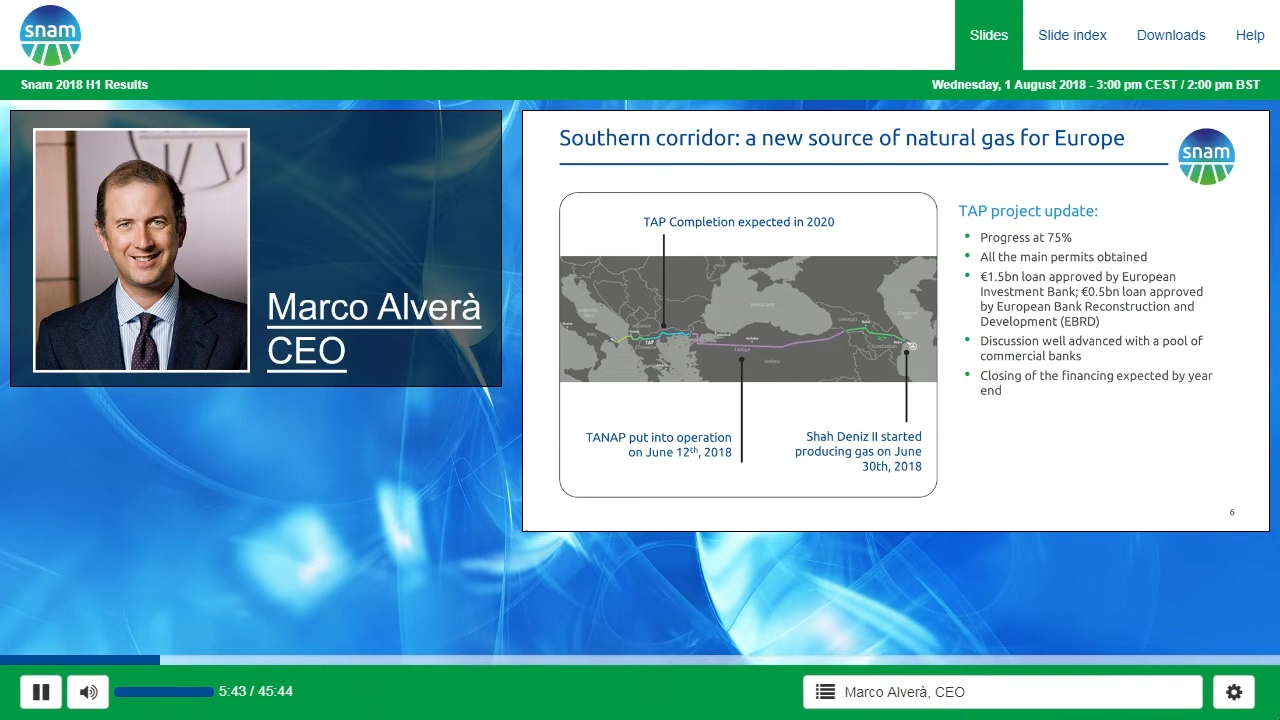 snam
Slides
Slide index
Downloads
Help
Snam 2018 H1 Results
Wednesday, 1 August 2018 - 3:00 pm CEST / 2:00 pm BST
Marco Alverà
CEO
Southern corridor: a new source of natural gas for Europe
snam
TAP Completion expected in 2020
TAP
TANAP
TANAP put into operation
on June 12th, 2018
Shah Deniz II started
producing gas on June
30th, 2018
TAP project update:
• Progress at 75%
• All the main permits obtained
• €1.5bn loan approved by European
Investment Bank; €0.5bn loan approved
by European Bank Reconstruction and
Development (EBRD)
• Discussion well advanced with a pool of
commercial banks
• Closing of the financing expected by year
end
6
5:43 / 45:44
Marco Alverà, CEO